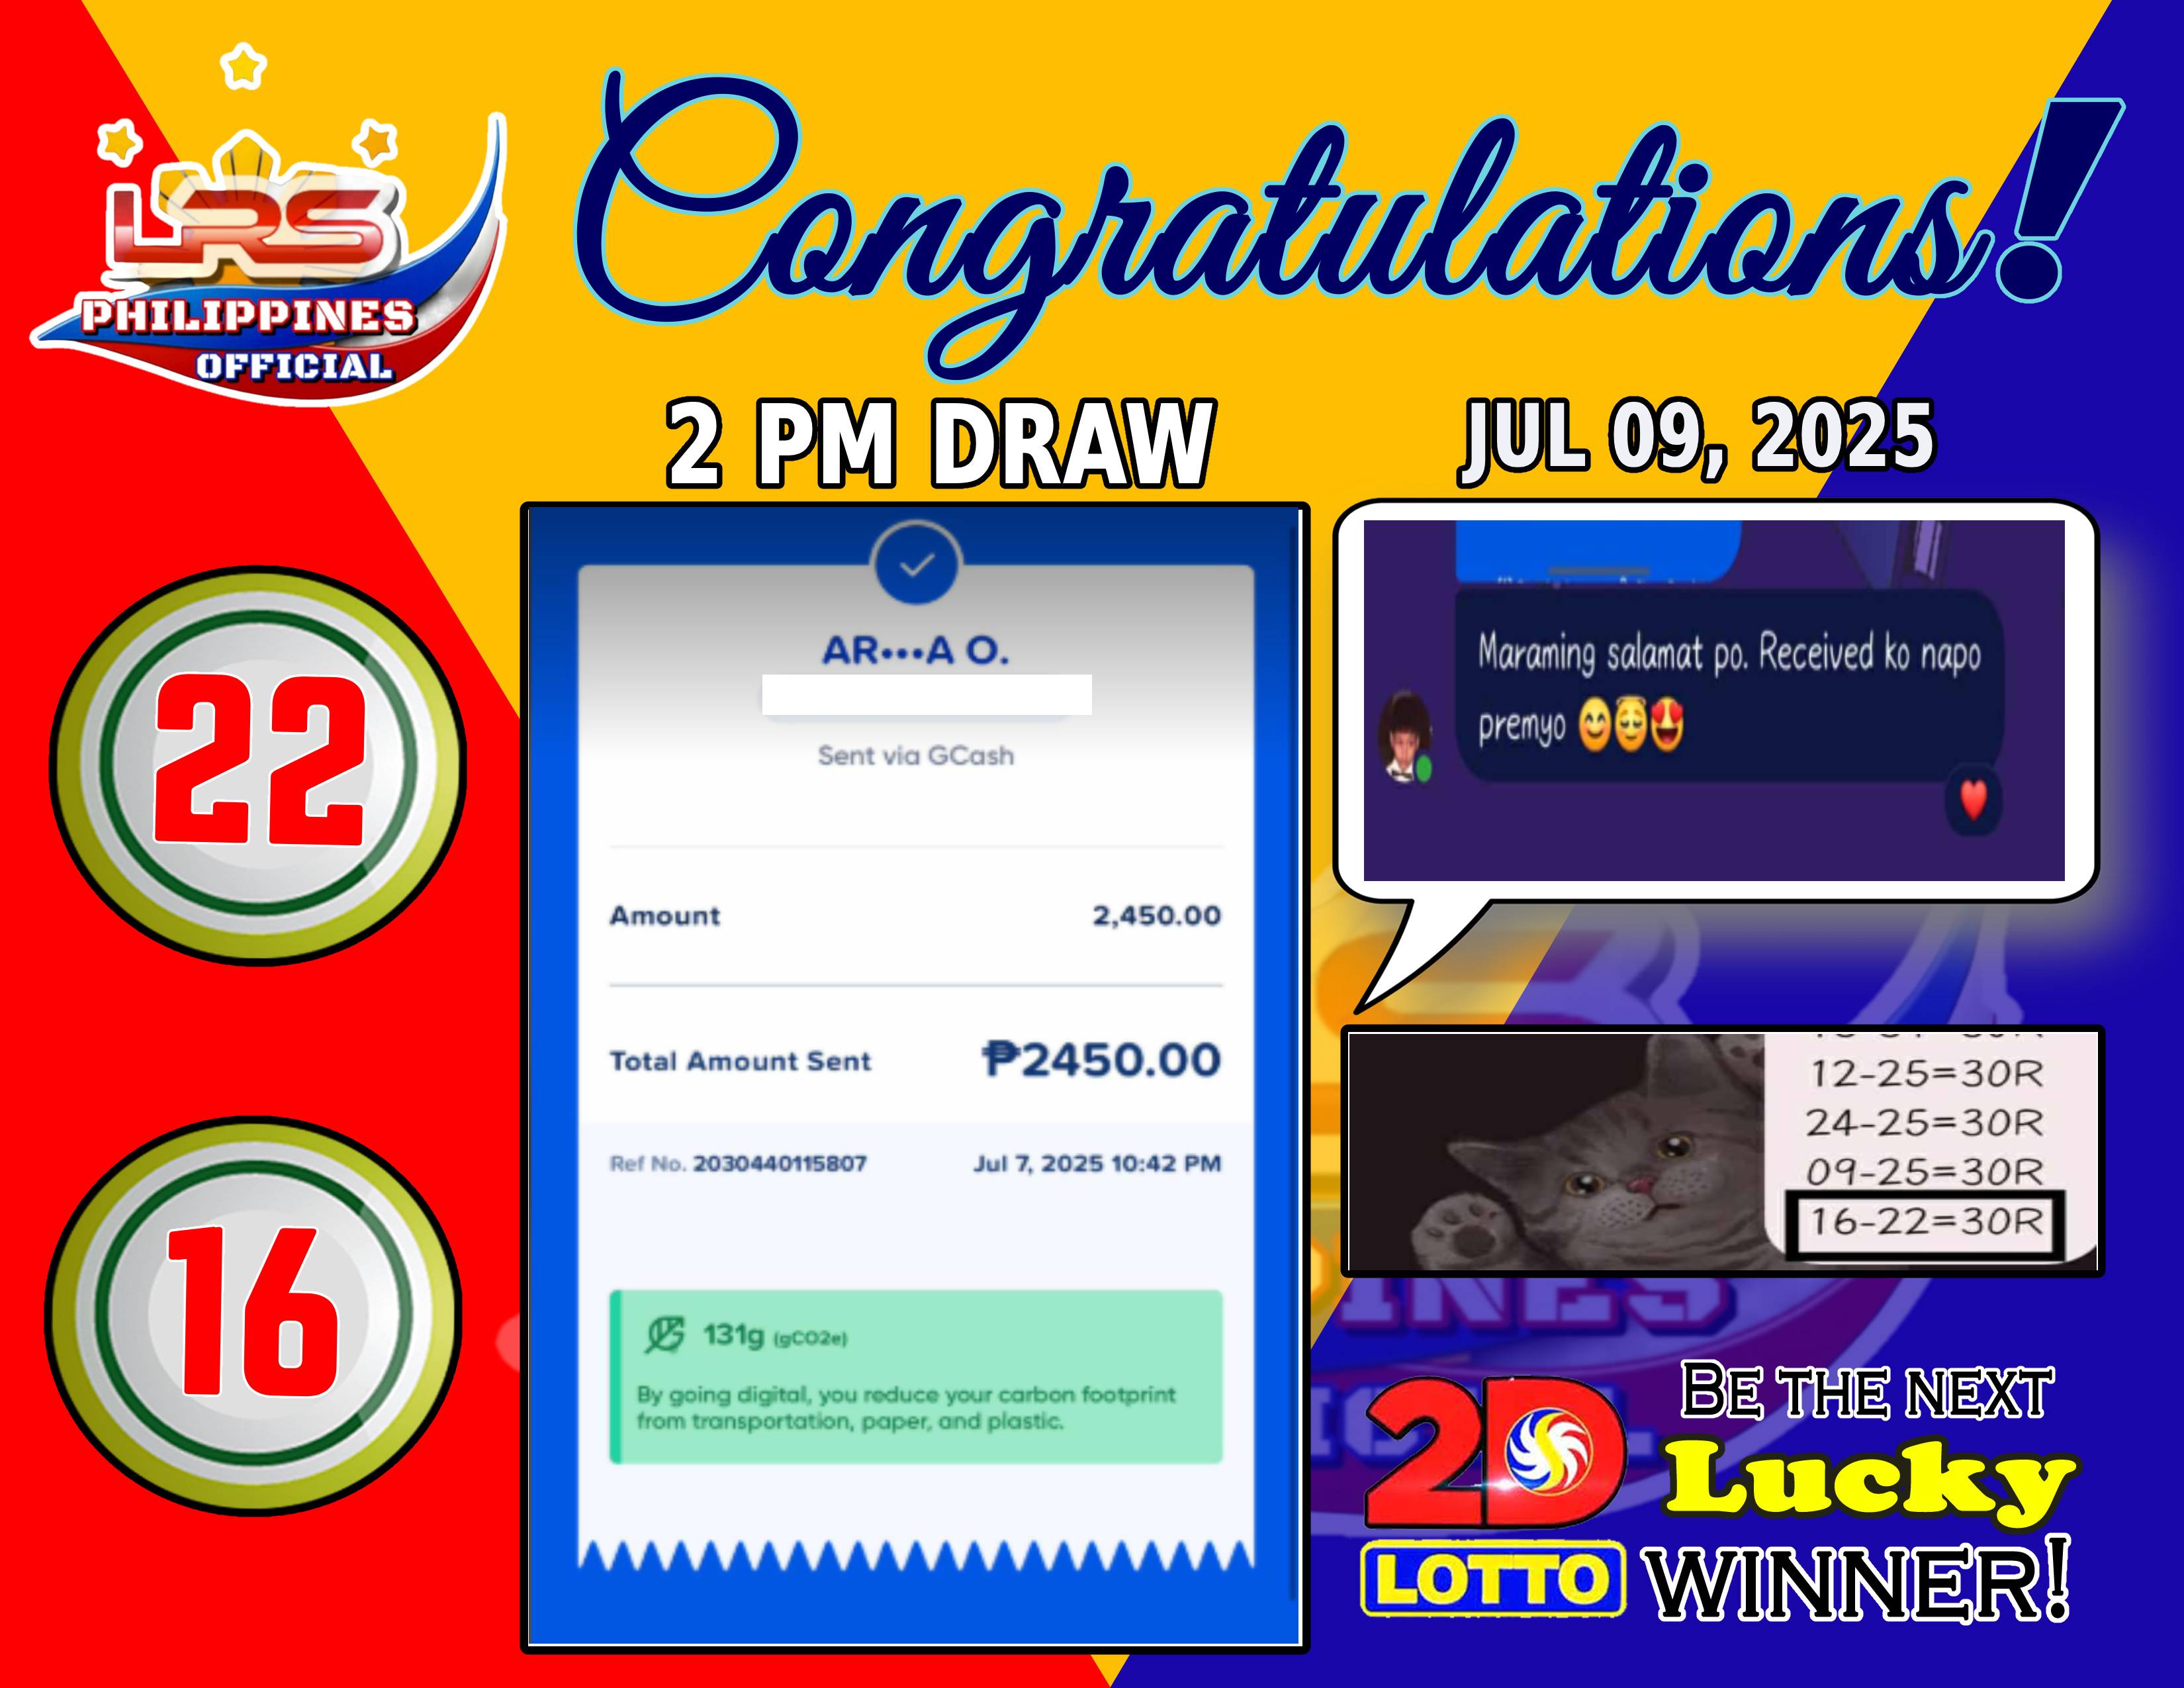 LRS
PHILIPPINES
OFFICIAL
Congratulations!
2 PM DRAW
JUL 09, 2025
22
16
AR•••A O.
Sent via GCash
Amount 2,450.00
Total Amount Sent ₱2450.00
Ref No. 2030440115807 Jul 7, 2025 10:42 PM
131g (gCO2e)
By going digital, you reduce your carbon footprint
from transportation, paper, and plastic.
Maraming salamat po. Received ko napo
premyo 😊😇😍
12-25=30R
24-25=30R
09-25=30R
16-22=30R
2D
LOTTO
BE THE NEXT
Lucky
WINNER!